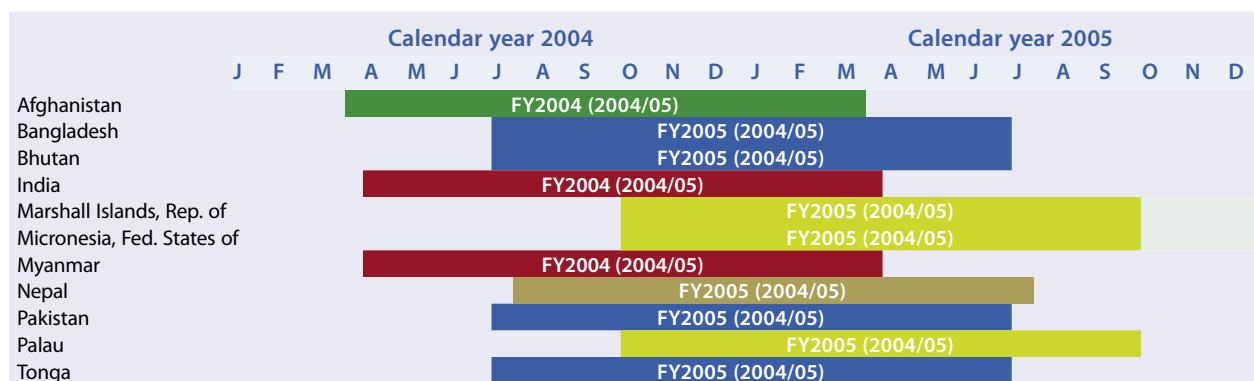 Calendar year 2004 Calendar year 2005
J F M A M J J A S O N D J F M A M J J A S O N D
Afghanistan FY2004 (2004/05)
Bangladesh FY2005 (2004/05)
Bhutan FY2005 (2004/05)
India FY2004 (2004/05)
Marshall Islands, Rep. of FY2005 (2004/05)
Micronesia, Fed. States of FY2005 (2004/05)
Myanmar FY2004 (2004/05)
Nepal FY2005 (2004/05)
Pakistan FY2005 (2004/05)
Palau FY2005 (2004/05)
Tonga FY2005 (2004/05)